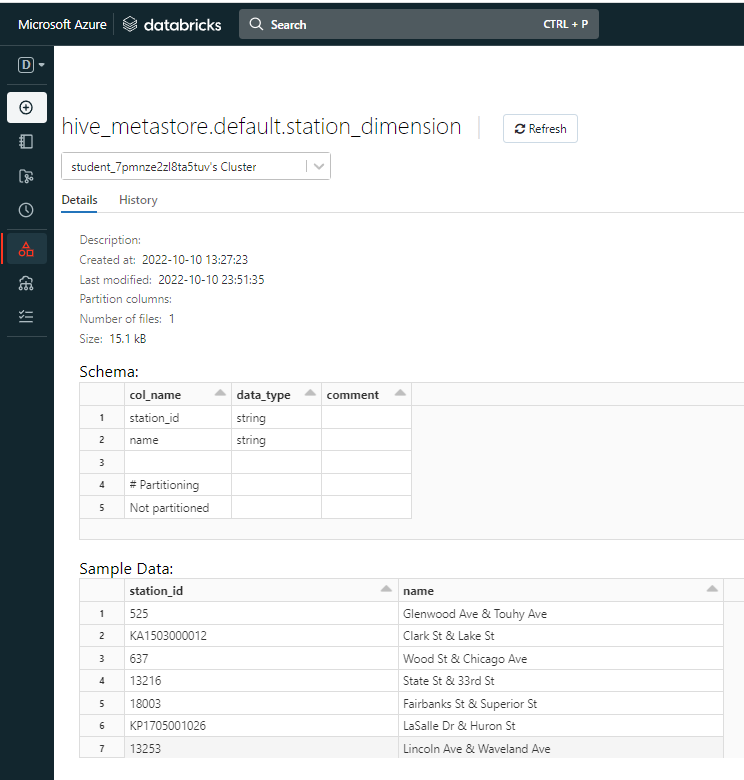 Microsoft Azure databricks Search CTRL + P
D
hive_metastore.default.station_dimension Refresh
student_7pmnze2zl8ta5tuv's Cluster
Details History
Description:
Created at: 2022-10-10 13:27:23
Last modified: 2022-10-10 23:51:35
Partition columns:
Number of files: 1
Size: 15.1 kB
Schema:
col_name data_type comment
1 station_id string
2 name string
3
4 # Partitioning
5 Not partitioned
Sample Data:
station_id name
1 525 Glenwood Ave & Touhy Ave
2 KA1503000012 Clark St & Lake St
3 637 Wood St & Chicago Ave
4 13216 State St & 33rd St
5 18003 Fairbanks St & Superior St
6 KP1705001026 LaSalle Dr & Huron St
7 13253 Lincoln Ave & Waveland Ave